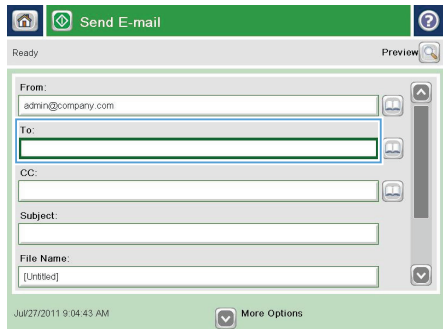 Send E-mail
?
Ready
Preview
From:
admin@company.com
To:
CC:
Subject:
File Name:
[Untitled]
Jul/27/2011 9:04:43 AM
More Options